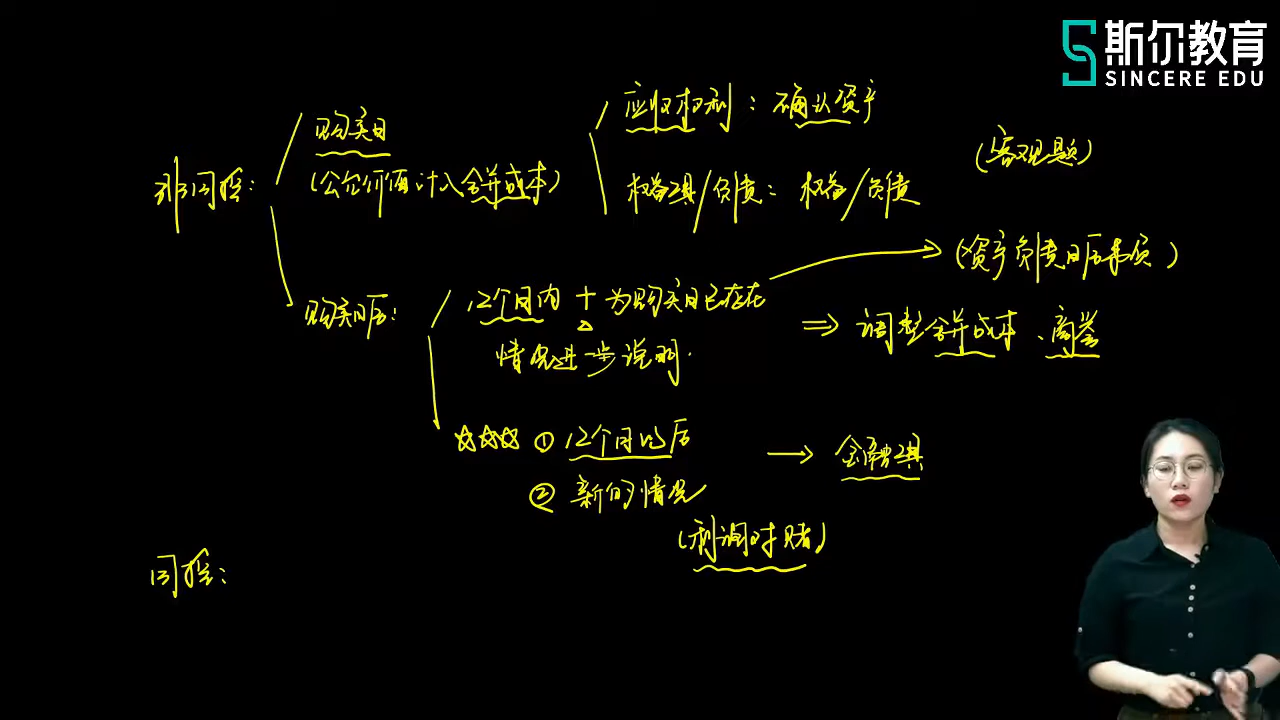 斯尔教育
SINCERE EDU
非同控：
购买日
(公允价值计入合并成本)
应收权利：确认资产
权益工具/负债：权益/负债
(客观题)
购买日后：
12个月内 + 为购买日已存在
情况进一步说明.
(资产负债日后事项)
⇒ 调整合并成本、商誉
☆☆☆ ① 12个月以后
② 新的情况
→ 金融工具
(利润对赌)
同控：